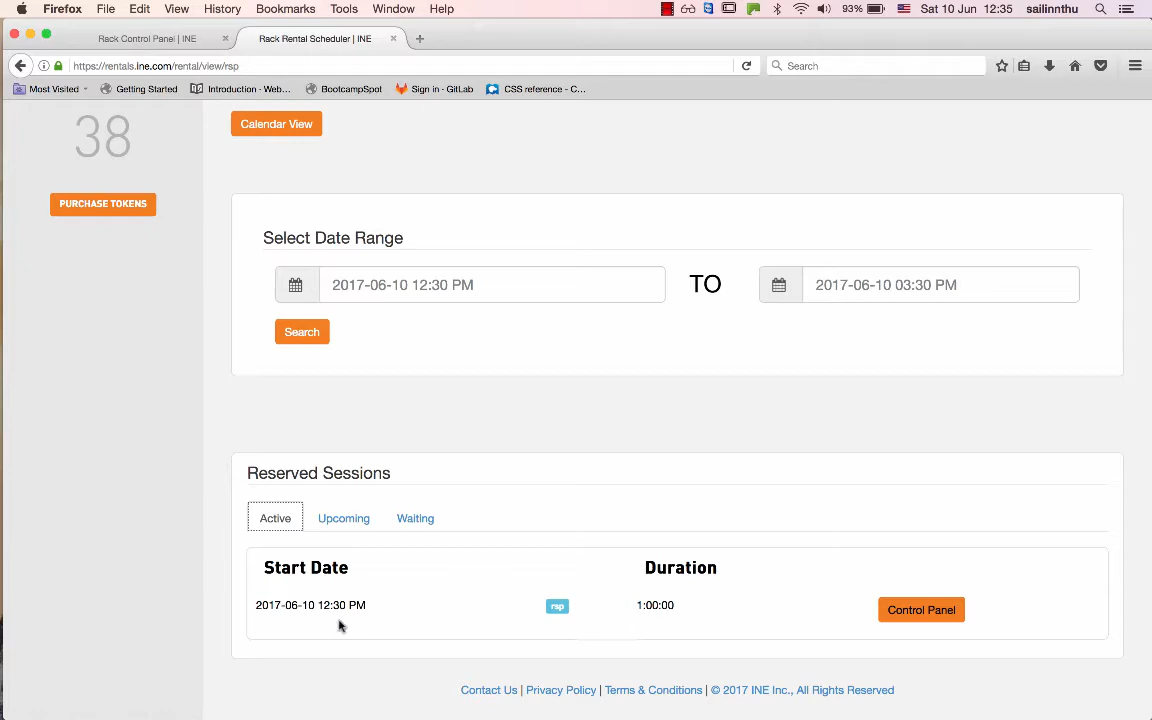 Firefox File Edit View History Bookmarks Tools Window Help 93% Sat 10 Jun 12:35 sailinnthu
Rack Control Panel | INE Rack Rental Scheduler | INE
https://rentals.ine.com/rental/view/rsp Search
Most Visited Getting Started Introduction - Web... BootcampSpot Sign in · GitLab CSS reference - C...
38
Calendar View
PURCHASE TOKENS
Select Date Range
2017-06-10 12:30 PM TO 2017-06-10 03:30 PM
Search
Reserved Sessions
Active Upcoming Waiting
Start Date Duration
2017-06-10 12:30 PM rsp 1:00:00 Control Panel
Contact Us | Privacy Policy | Terms & Conditions | © 2017 INE Inc., All Rights Reserved